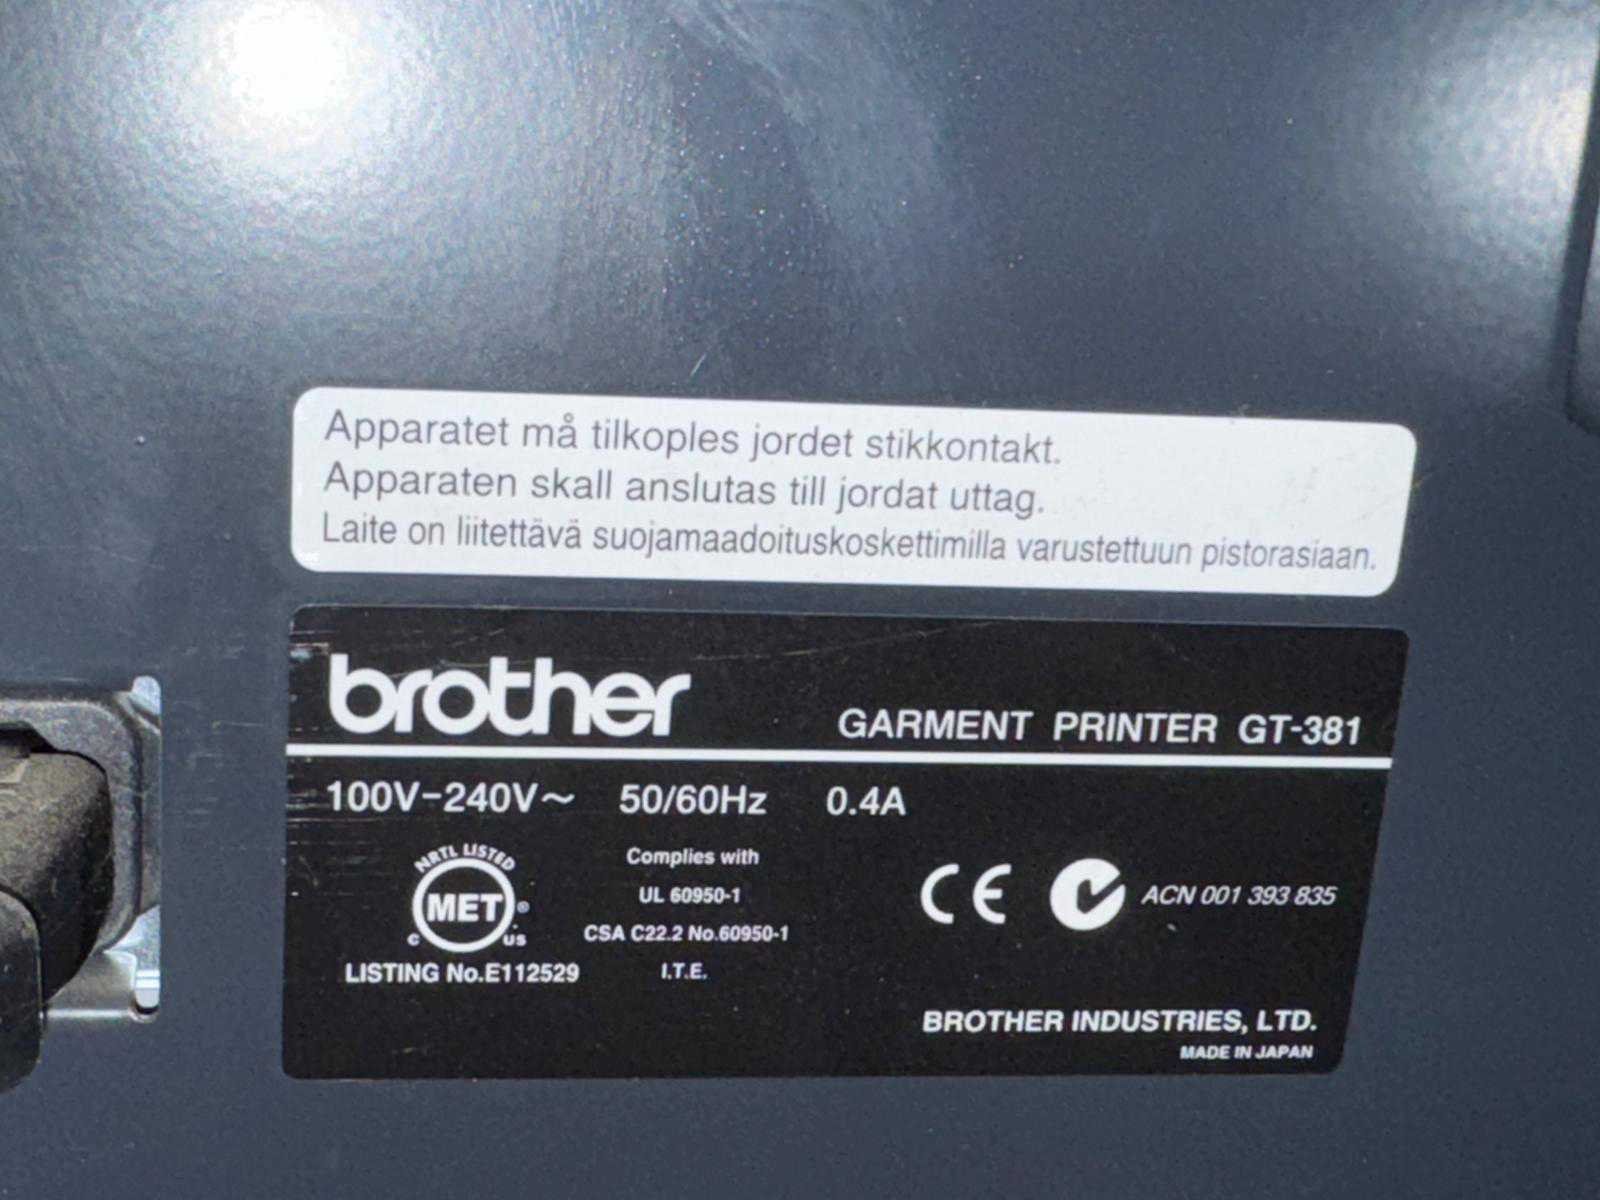 Apparatet må tilkoples jordet stikkontakt.
Apparaten skall anslutas till jordat uttag.
Laite on liitettävä suojamaadoituskoskettimilla varustettuun pistorasiaan.
brother
GARMENT PRINTER GT-381
100V-240V~ 50/60Hz 0.4A
NRTL LISTED
MET ®
C US
LISTING No.E112529
Complies with
UL 60950-1
CSA C22.2 No.60950-1
I.T.E.
CE
ACN 001 393 835
BROTHER INDUSTRIES, LTD.
MADE IN JAPAN